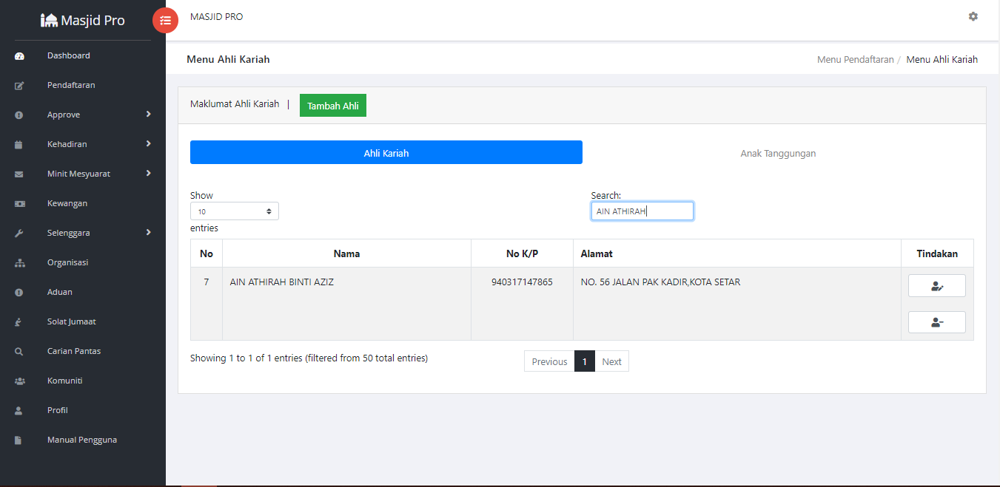 Masjid Pro
MASJID PRO
Dashboard
Pendaftaran
Approve
Kehadiran
Minit Mesyuarat
Kewangan
Selenggara
Organisasi
Aduan
Solat Jumaat
Carian Pantas
Komuniti
Profil
Manual Pengguna
Menu Ahli Kariah
Menu Pendaftaran / Menu Ahli Kariah
Maklumat Ahli Kariah | Tambah Ahli
Ahli Kariah Anak Tanggungan
Show Search:
10 AIN ATHIRAH
entries
No Nama No K/P Alamat Tindakan
7 AIN ATHIRAH BINTI AZIZ 940317147865 NO. 56 JALAN PAK KADIR,KOTA SETAR
Showing 1 to 1 of 1 entries (filtered from 50 total entries) Previous 1 Next